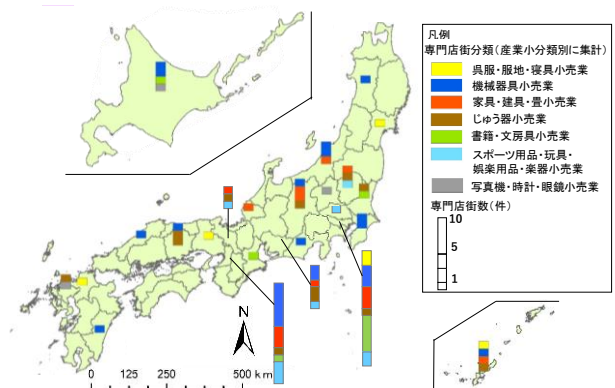 凡例
専門店街分類(産業小分類別に集計)
呉服・服地・寝具小売業
機械器具小売業
家具・建具・畳小売業
じゅう器小売業
書籍・文房具小売業
スポーツ用品・玩具・
娯楽用品・楽器小売業
写真機・時計・眼鏡小売業
専門店街数(件)
10
5
1
N
0 125 250 500 km